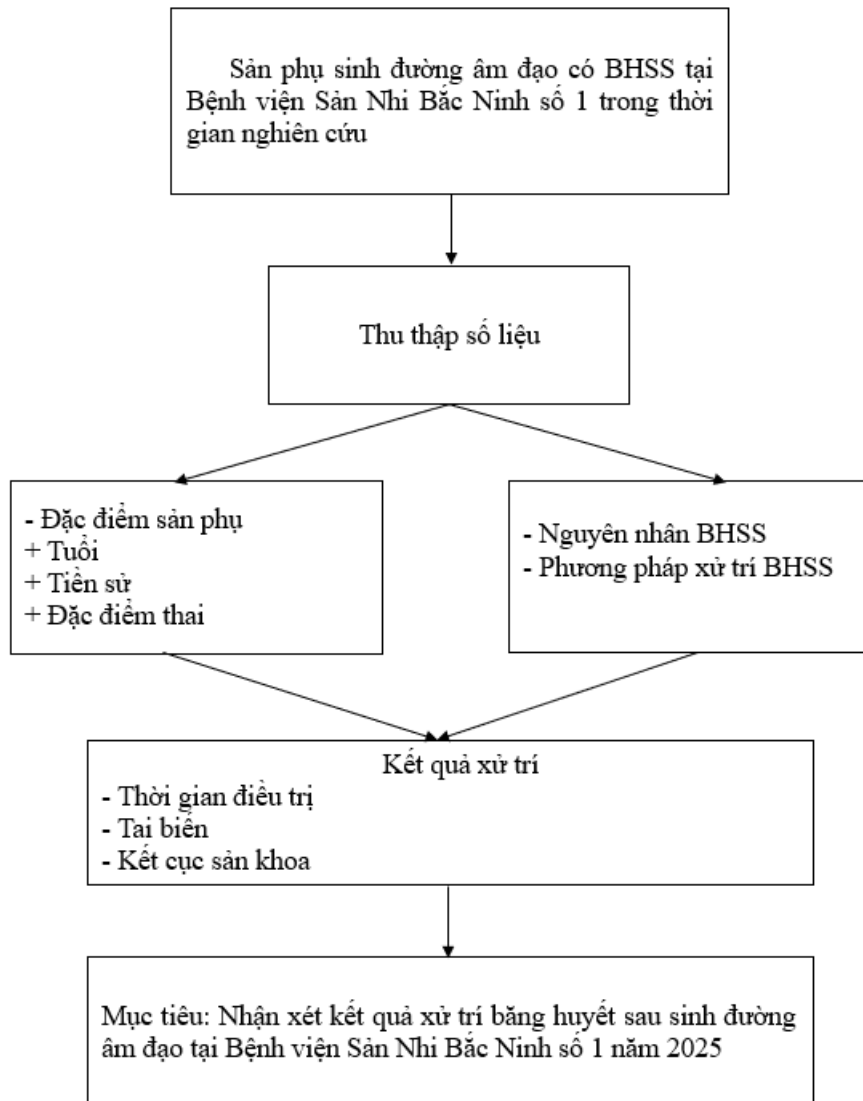 Sản phụ sinh đường âm đạo có BHSS tại
Bệnh viện Sản Nhi Bắc Ninh số 1 trong thời
gian nghiên cứu
Thu thập số liệu
- Đặc điểm sản phụ
+ Tuổi
+ Tiền sử
+ Đặc điểm thai
- Nguyên nhân BHSS
- Phương pháp xử trí BHSS
Kết quả xử trí
- Thời gian điều trị
- Tai biến
- Kết cục sản khoa
Mục tiêu: Nhận xét kết quả xử trí băng huyết sau sinh đường
âm đạo tại Bệnh viện Sản Nhi Bắc Ninh số 1 năm 2025